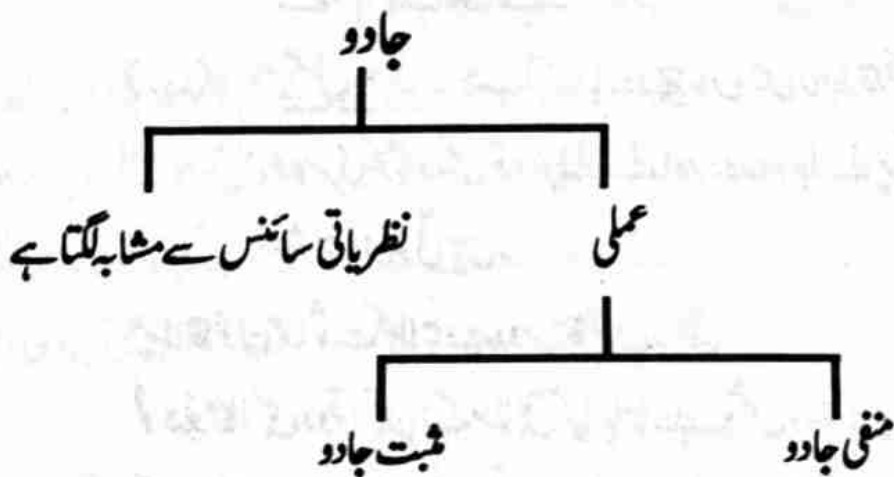 جادو
عملی
نظریاتی سائنس سے مشابہ لگتا ہے
منفی جادو
مثبت جادو